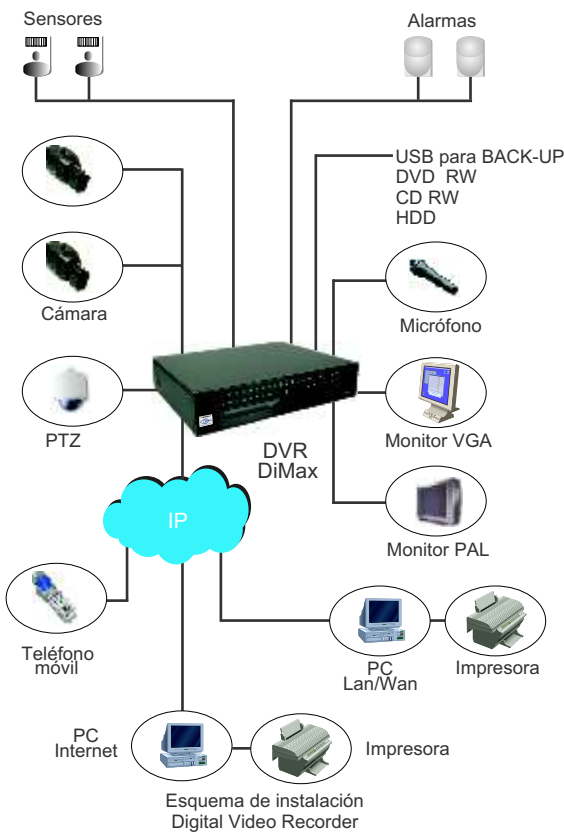 Sensores
Alarmas
USB para BACK-UP
DVD RW
CD RW
HDD
Cámara
Micrófono
PTZ
DVR
DiMax
Monitor VGA
IP
Monitor PAL
Teléfono
móvil
PC
Lan/Wan
Impresora
PC
Internet
Impresora
Esquema de instalación
Digital Video Recorder